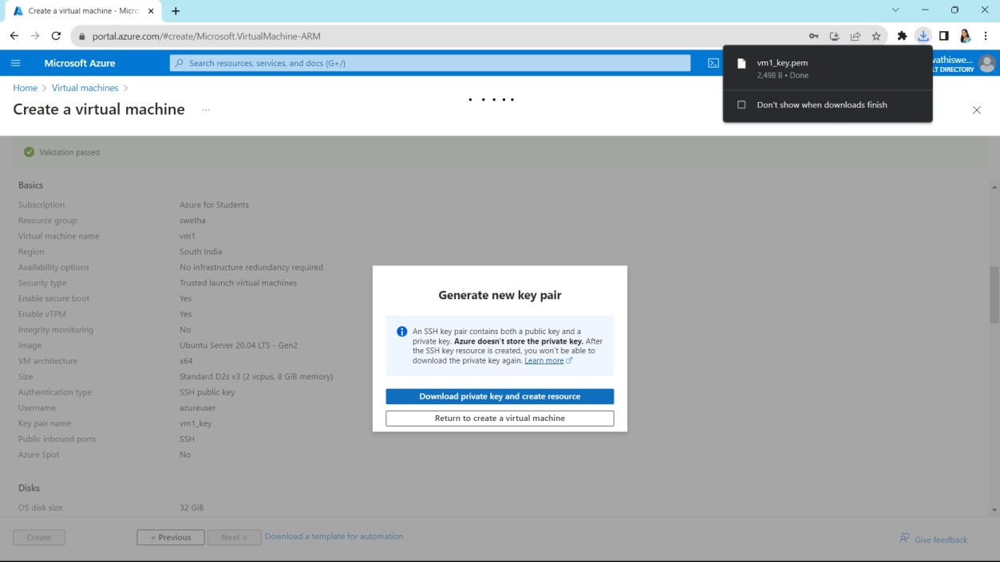 Create a virtual machine - Micro
portal.azure.com/#create/Microsoft.VirtualMachine-ARM
Microsoft Azure
Search resources, services, and docs (G+/)
vathiswe...
LT DIRECTORY
vm1_key.pem
2,498 B • Done
Don't show when downloads finish
Home > Virtual machines >
Create a virtual machine ...
Validation passed
Basics
Subscription Azure for Students
Resource group swetha
Virtual machine name vm1
Region South India
Availability options No infrastructure redundancy required
Security type Trusted launch virtual machines
Enable secure boot Yes
Enable vTPM Yes
Integrity monitoring No
Image Ubuntu Server 20.04 LTS - Gen2
VM architecture x64
Size Standard D2s v3 (2 vcpus, 8 GiB memory)
Authentication type SSH public key
Username azureuser
Key pair name vm1_key
Public inbound ports SSH
Azure Spot No
Disks
OS disk size 32 GiB
Generate new key pair
An SSH key pair contains both a public key and a
private key. Azure doesn't store the private key. After
the SSH key resource is created, you won't be able to
download the private key again. Learn more
Download private key and create resource
Return to create a virtual machine
Create < Previous Next > Download a template for automation Give feedback